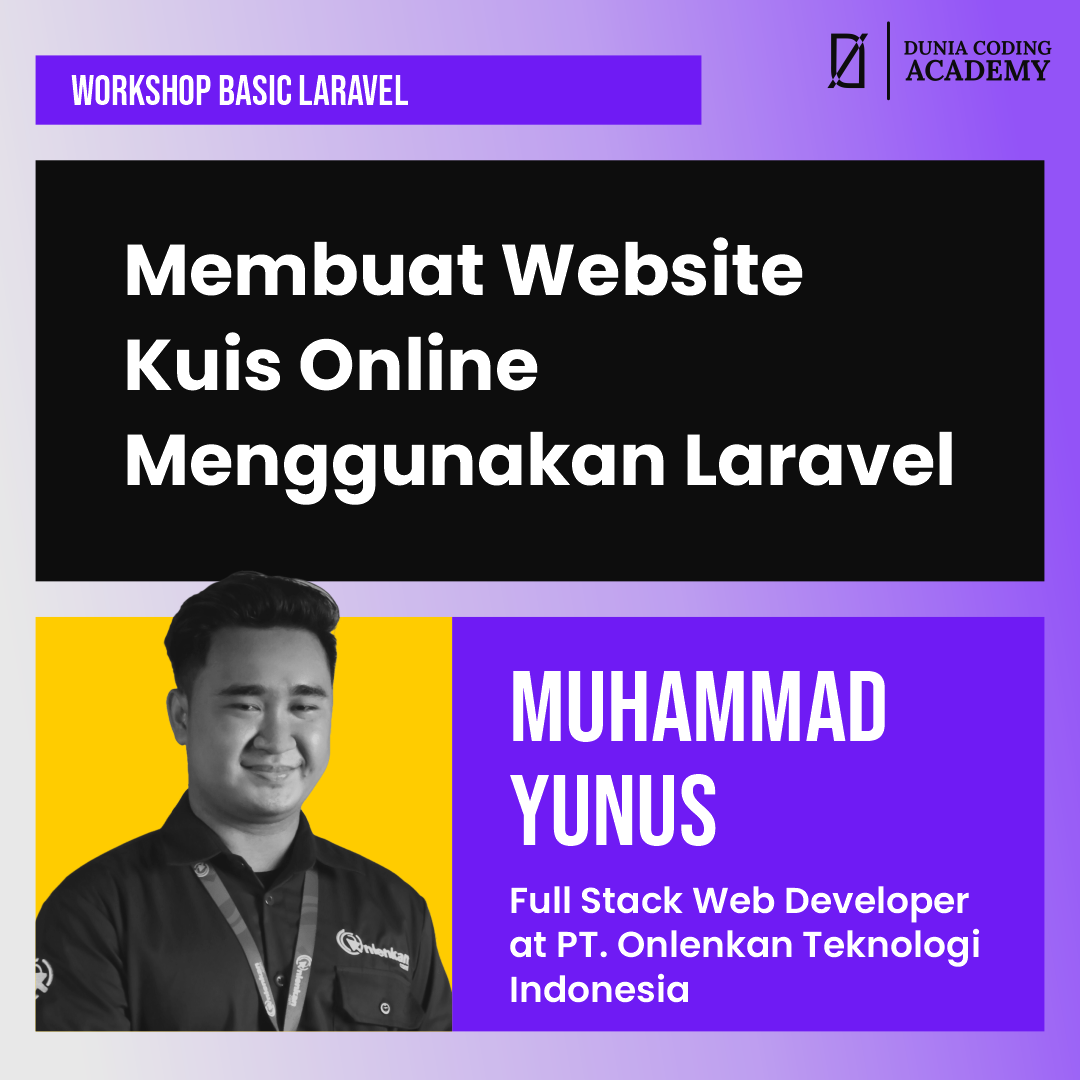 WORKSHOP BASIC LARAVEL
DUNIA CODING
ACADEMY
Membuat Website
Kuis Online
Menggunakan Laravel
MUHAMMAD
YUNUS
Full Stack Web Developer
at PT. Onlenkan Teknologi
Indonesia
nlenkan